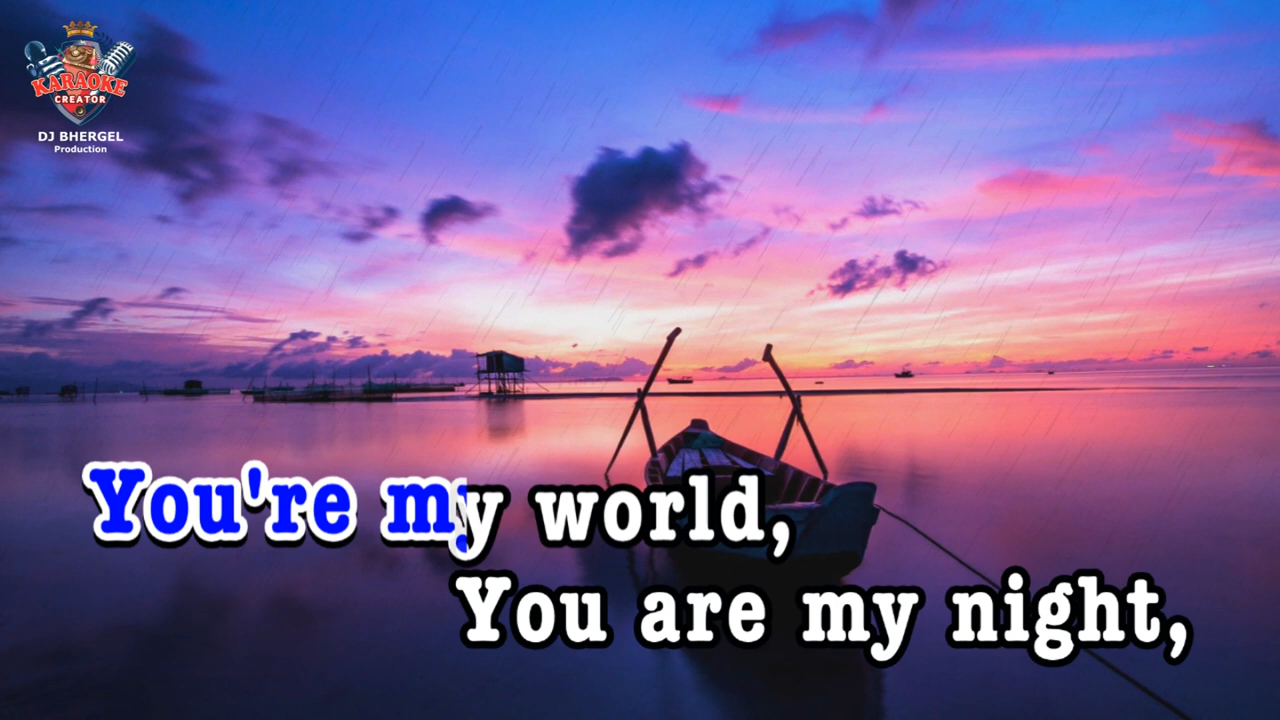 KARAOKE
CREATOR
DJ BHERGEL
Production
You're my world,
You are my night,